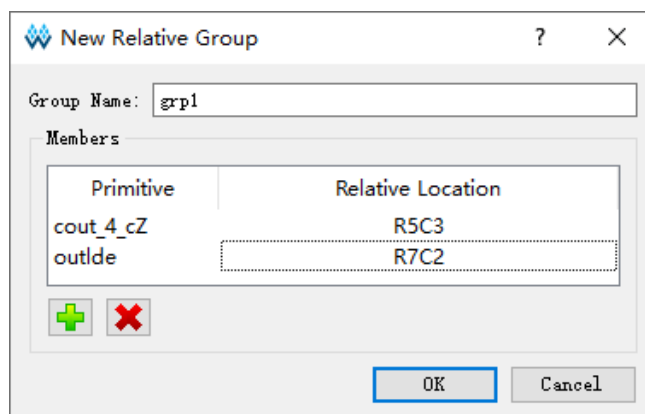 New Relative Group ?
Group Name: grp1
Members
Primitive Relative Location
cout_4_cZ R5C3
outlde R7C2
OK Cancel